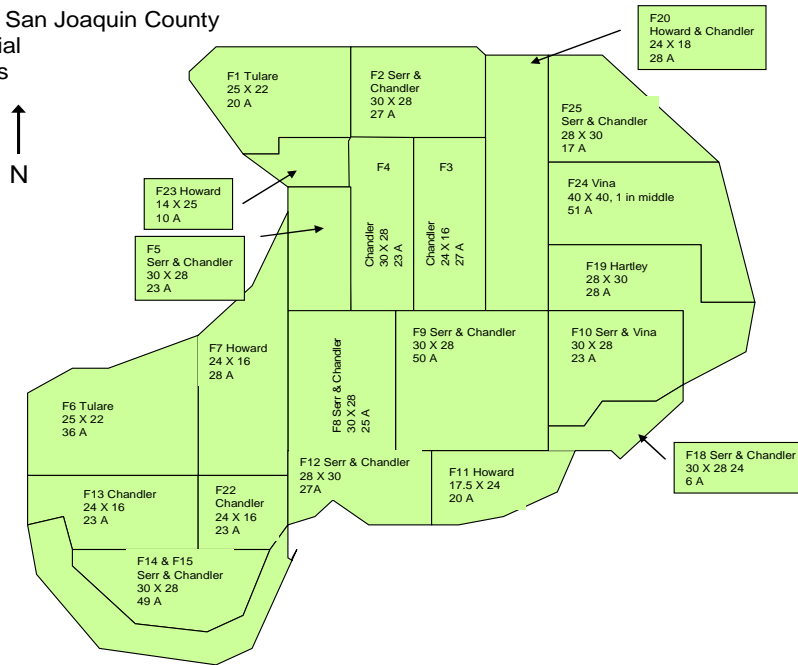 San Joaquin County
ial
s
N
F20
Howard & Chandler
24 X 18
28 A
F1 Tulare
25 X 22
20 A
F2 Serr &
Chandler
30 X 28
27 A
F25
Serr & Chandler
28 X 30
17 A
F23 Howard
14 X 25
10 A
F4
Chandler
30 X 28
23 A
F3
Chandler
24 X 16
27 A
F24 Vina
40 X 40, 1 in middle
51 A
F5
Serr & Chandler
30 X 28
23 A
F19 Hartley
28 X 30
28 A
F7 Howard
24 X 16
28 A
F8 Serr & Chandler
30 X 28
25 A
F9 Serr & Chandler
30 X 28
50 A
F10 Serr & Vina
30 X 28
23 A
F6 Tulare
25 X 22
36 A
F18 Serr & Chandler
30 X 28 24
6 A
F12 Serr & Chandler
28 X 30
27A
F11 Howard
17.5 X 24
20 A
F13 Chandler
24 X 16
23 A
F22
Chandler
24 X 16
23 A
F14 & F15
Serr & Chandler
30 X 28
49 A